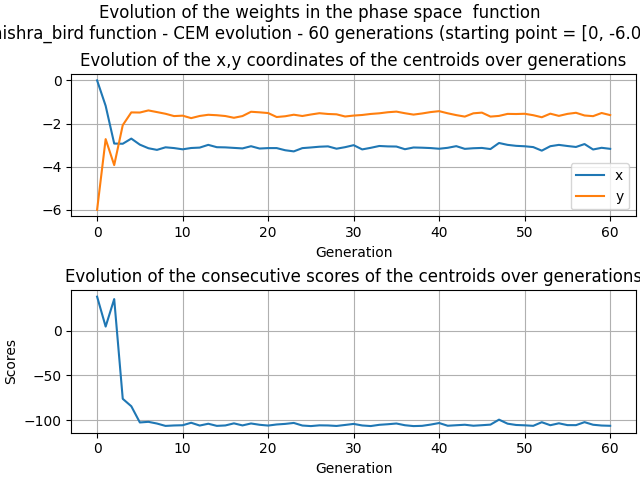 Evolution of the weights in the phase space function
ishra_bird function - CEM evolution - 60 generations (starting point = [0, -6.0
Evolution of the x,y coordinates of the centroids over generations
0
−2
−4
−6
x
y
0 10 20 30 40 50 60
Generation
Evolution of the consecutive scores of the centroids over generations
Scores
0
−50
−100
0 10 20 30 40 50 60
Generation